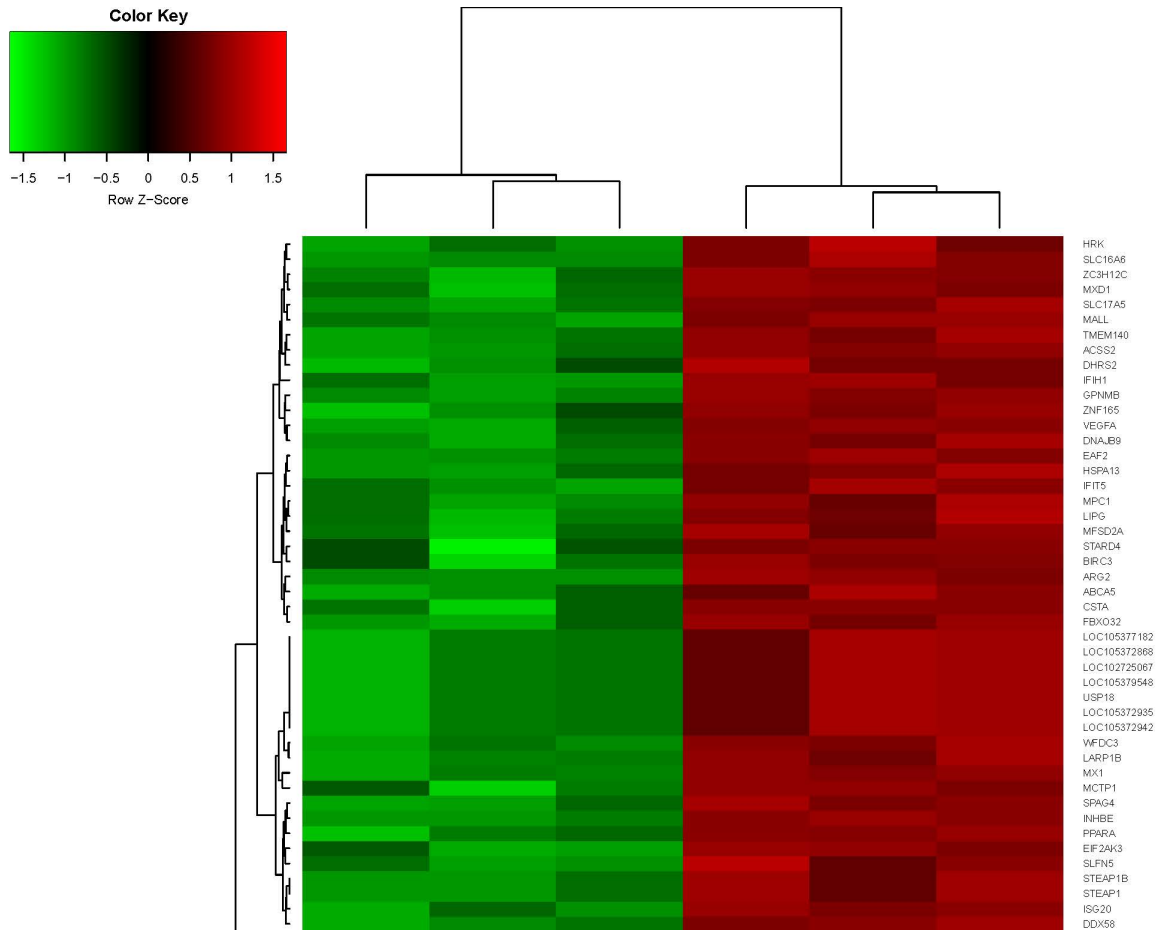 Color Key
−1.5 −1 −0.5 0 0.5 1 1.5
Row Z−Score
HRK
SLC16A6
ZC3H12C
MXD1
SLC17A5
MALL
TMEM140
ACSS2
DHRS2
IFIH1
GPNMB
ZNF165
VEGFA
DNAJB9
EAF2
HSPA13
IFIT5
MPC1
LIPG
MFSD2A
STARD4
BIRC3
ARG2
ABCA5
CSTA
FBXO32
LOC105377182
LOC105372868
LOC102725067
LOC105379548
USP18
LOC105372935
LOC105372942
WFDC3
LARP1B
MX1
MCTP1
SPAG4
INHBE
PPARA
EIF2AK3
SLFN5
STEAP1B
STEAP1
ISG20
DDX58